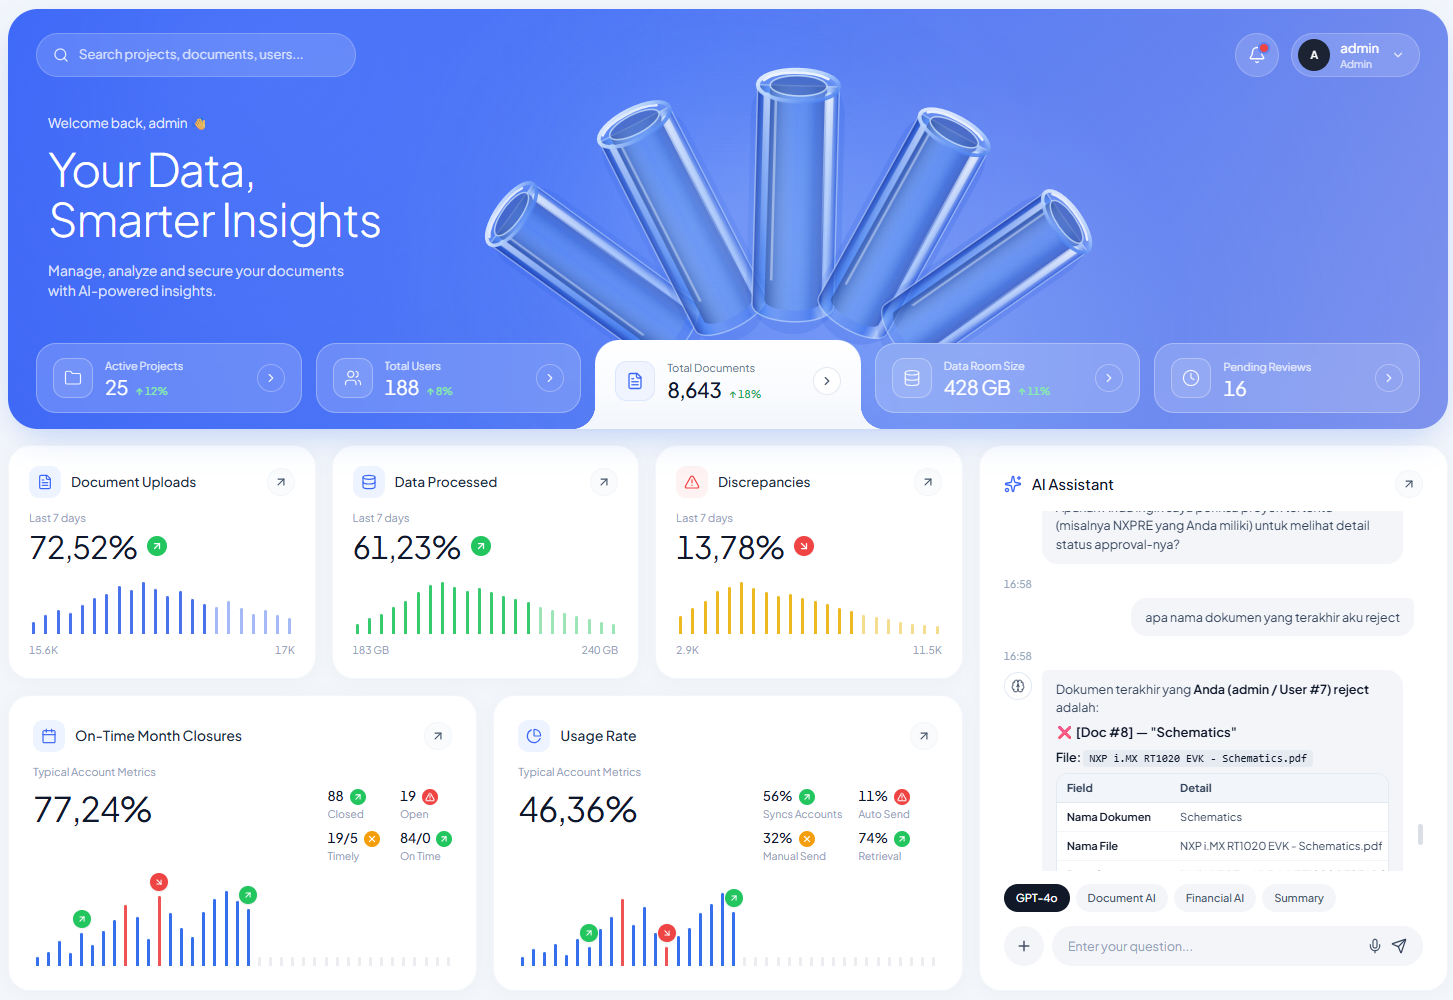 Search projects, documents, users...
A
admin
Admin
Welcome back, admin 👋
Your Data,
Smarter Insights
Manage, analyze and secure your documents
with AI-powered insights.
Active Projects
25 ↑12%
Total Users
188 ↑8%
Total Documents
8,643 ↑18%
Data Room Size
428 GB ↑11%
Pending Reviews
16
Document Uploads
Last 7 days
72,52%
15.6K 17K
Data Processed
Last 7 days
61,23%
183 GB 240 GB
Discrepancies
Last 7 days
13,78%
2.9K 11.5K
On-Time Month Closures
Typical Account Metrics
77,24%
88 19
Closed Open
19/5 84/0
Timely On Time
Usage Rate
Typical Account Metrics
46,36%
56% 11%
Syncs Accounts Auto Send
32% 74%
Manual Send Retrieval
AI Assistant
(misalnya NXPRE yang Anda miliki) untuk melihat detail
status approval-nya?
16:58
apa nama dokumen yang terakhir aku reject
16:58
Dokumen terakhir yang Anda (admin / User #7) reject
adalah:
❌ [Doc #8] — "Schematics"
File: NXP i.MX RT1020 EVK - Schematics.pdf
Field Detail
Nama Dokumen Schematics
Nama File NXP i.MX RT1020 EVK - Schematics.pdf
GPT-4o Document AI Financial AI Summary
Enter your question...